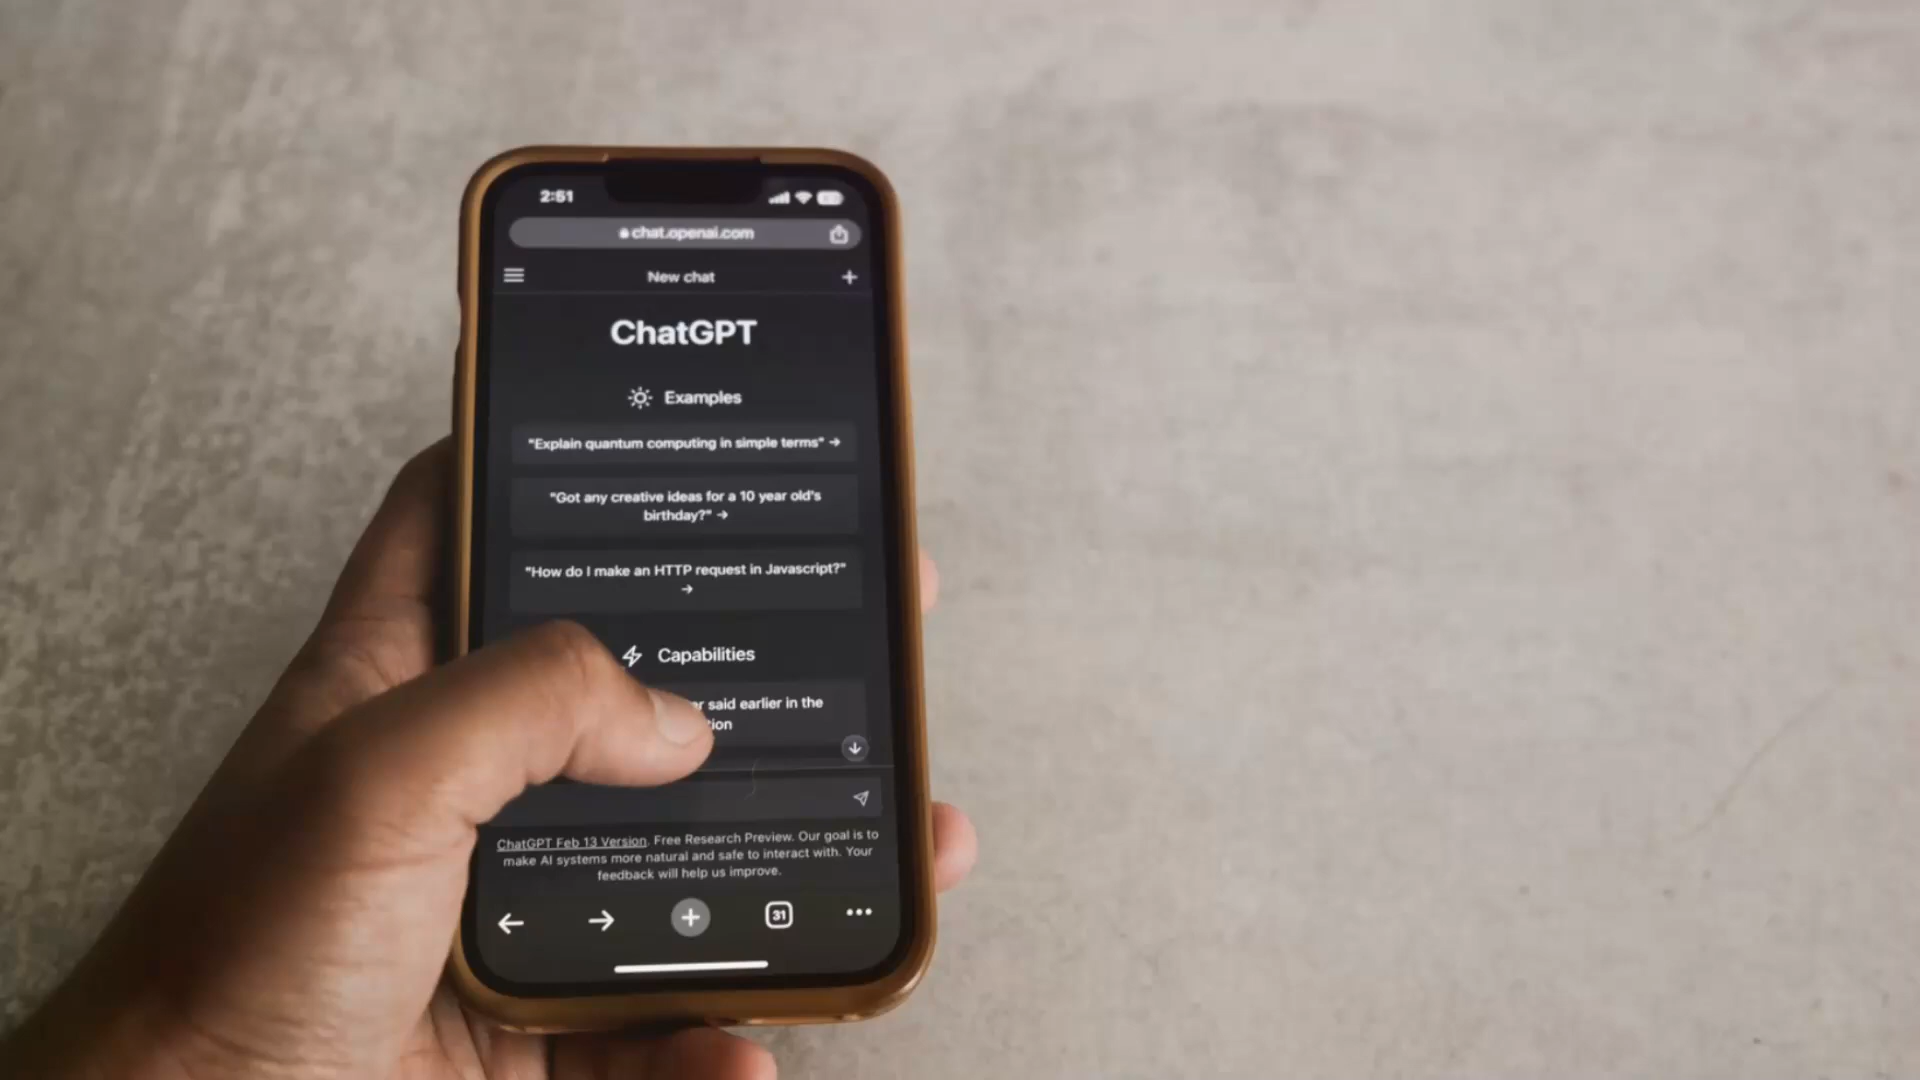 2:51
chat.openai.com
New chat
ChatGPT
Examples
"Explain quantum computing in simple terms" →
"Got any creative ideas for a 10 year old's
birthday?" →
"How do I make an HTTP request in Javascript?"
→
Capabilities
said earlier in the
ChatGPT Feb 13 Version. Free Research Preview. Our goal is to
make AI systems more natural and safe to interact with. Your
feedback will help us improve.
31